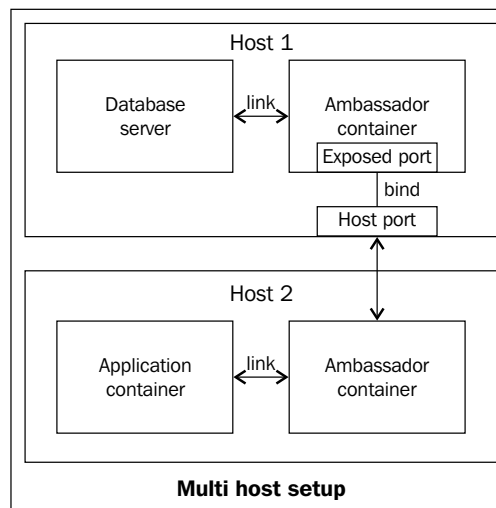 Host 1
Database
server
link
Ambassador
container
Exposed port
bind
Host port
Host 2
Application
container
link
Ambassador
container
Multi host setup